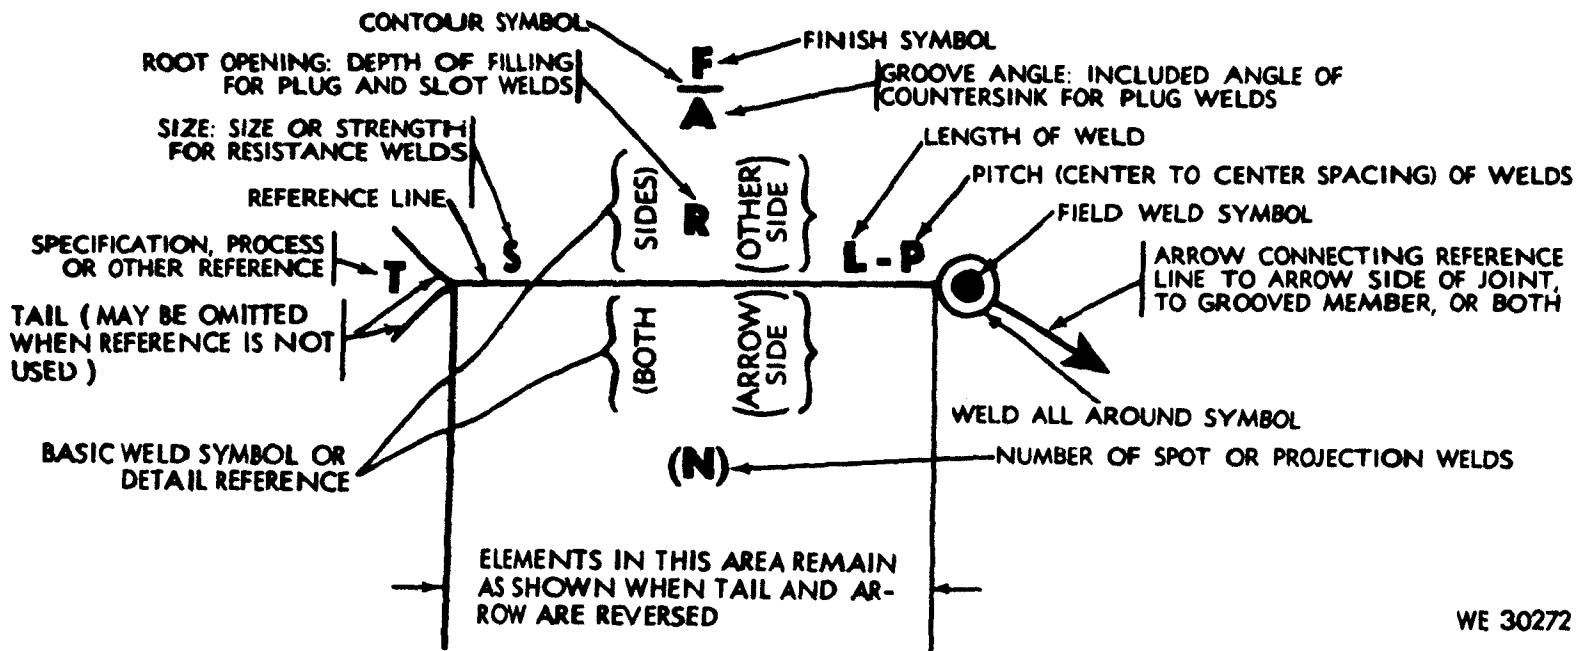 CONTOUR SYMBOL
F
FINISH SYMBOL
ROOT OPENING: DEPTH OF FILLING
FOR PLUG AND SLOT WELDS
A
GROOVE ANGLE: INCLUDED ANGLE OF
COUNTERSINK FOR PLUG WELDS
SIZE: SIZE OR STRENGTH
FOR RESISTANCE WELDS
LENGTH OF WELD
PITCH (CENTER TO CENTER SPACING) OF WELDS
REFERENCE LINE
SIDES)
R
(OTHER
SIDE)
FIELD WELD SYMBOL
SPECIFICATION, PROCESS
OR OTHER REFERENCE
T
S
L - P
ARROW CONNECTING REFERENCE
LINE TO ARROW SIDE OF JOINT,
TO GROOVED MEMBER, OR BOTH
TAIL ( MAY BE OMITTED
WHEN REFERENCE IS NOT
USED )
(BOTH
(ARROW
SIDE)
WELD ALL AROUND SYMBOL
BASIC WELD SYMBOL OR
DETAIL REFERENCE
(N)
NUMBER OF SPOT OR PROJECTION WELDS
ELEMENTS IN THIS AREA REMAIN
AS SHOWN WHEN TAIL AND AR-
ROW ARE REVERSED
WE 30272